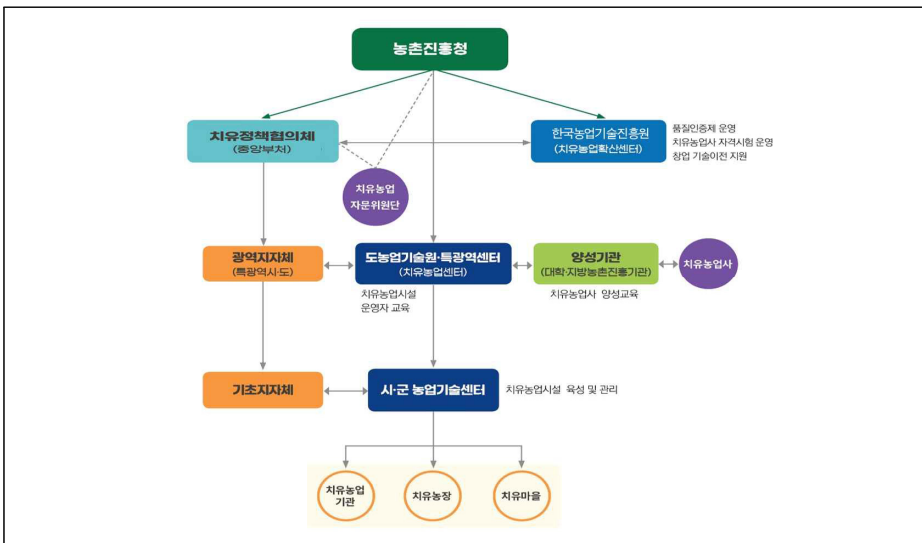 농촌진흥청
치유정책협의체
(중앙부처)
한국농업기술진흥원
(치유농업확산센터)
품질인증제 운영
치유농업사 자격시험 운영
창업 기술이전 지원
치유농업
자문위원단
광역지자체
(특광역시·도)
도농업기술원·특광역센터
(치유농업센터)
양성기관
(대학·지방농촌진흥기관)
치유농업사
치유농업시설
운영자 교육
치유농업사 양성교육
기초지자체
시·군 농업기술센터
치유농업시설 육성 및 관리
치유농업
기관
치유농장
치유마을